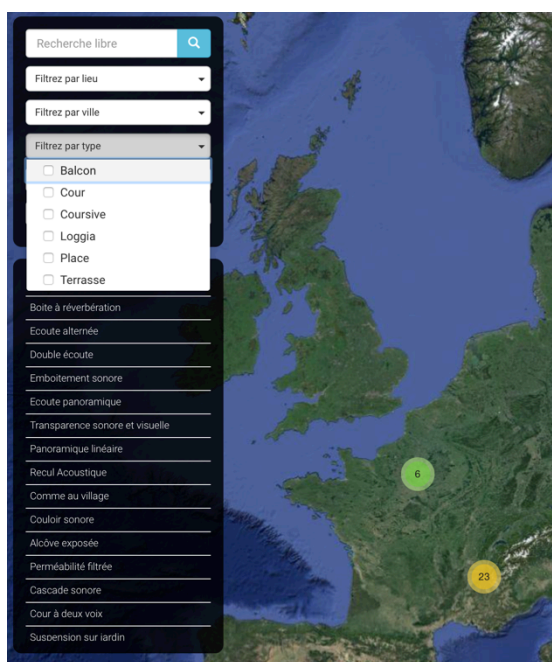 Recherche libre
Filtrez par lieu
Filtrez par ville
Filtrez par type
Balcon
Cour
Coursive
Loggia
Place
Terrasse
Boite à réverbération
Ecoute alternée
Double écoute
Emboitement sonore
Ecoute panoramique
Transparence sonore et visuelle
Panoramique linéaire
Recul Acoustique
Comme au village
Couloir sonore
Alcôve exposée
Perméabilité filtrée
Cascade sonore
Cour à deux voix
Suspension sur jardin
6
23